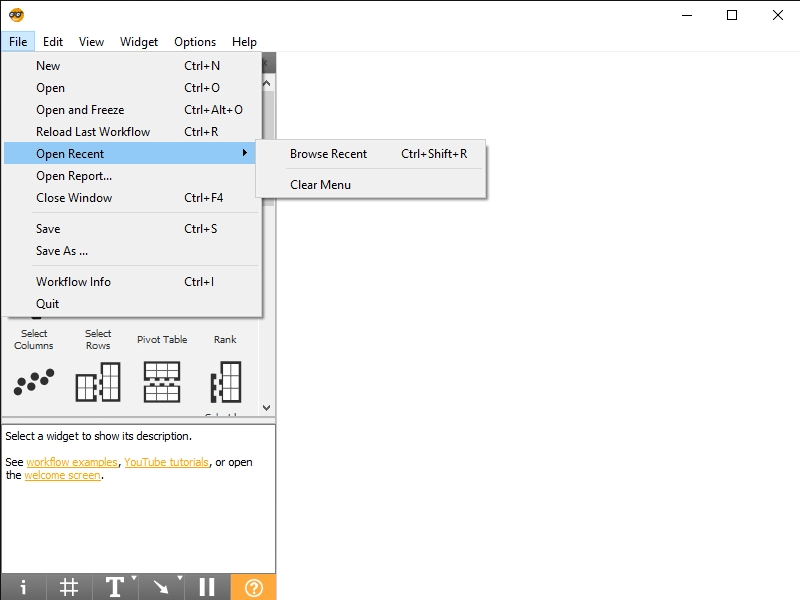 File Edit View Widget Options Help
New Ctrl+N
Open Ctrl+O
Open and Freeze Ctrl+Alt+O
Reload Last Workflow Ctrl+R
Open Recent
Browse Recent Ctrl+Shift+R
Open Report...
Clear Menu
Close Window Ctrl+F4
Save Ctrl+S
Save As ...
Workflow Info Ctrl+I
Quit
Select Columns
Select Rows
Pivot Table
Rank
Select a widget to show its description.
See workflow examples, YouTube tutorials, or open
the welcome screen.